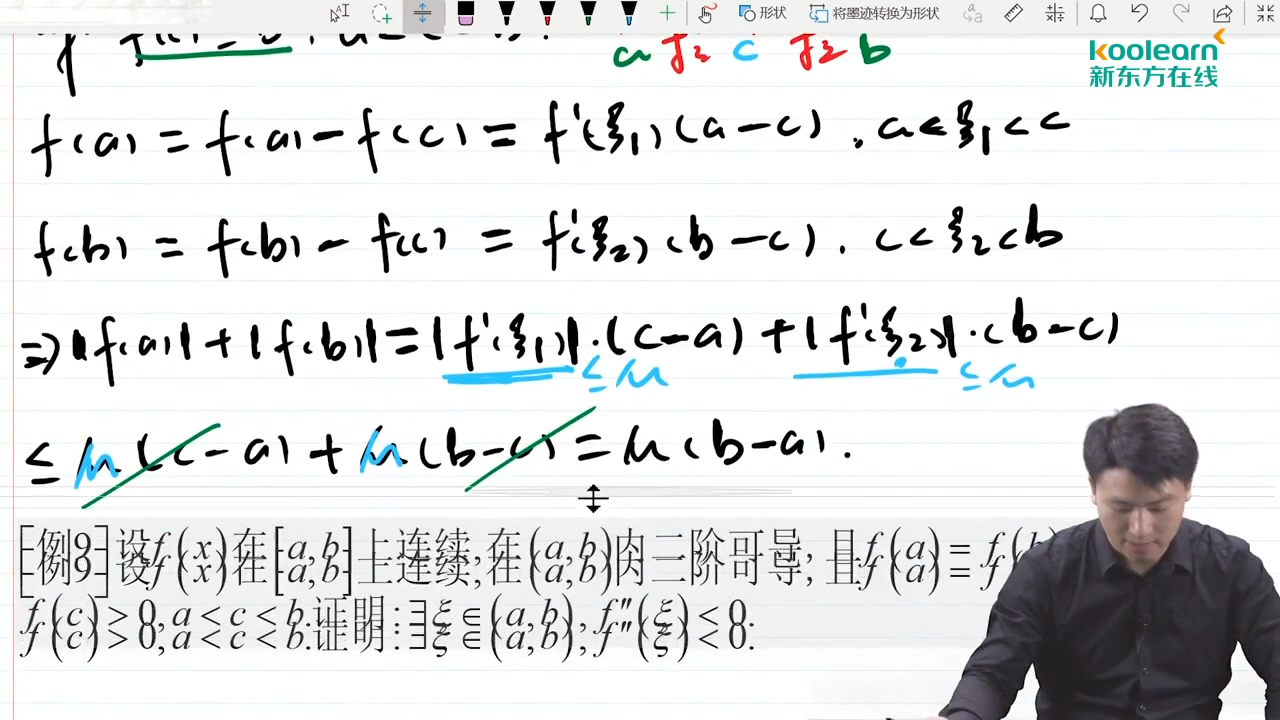 形状 将墨迹转换为形状
koolearn
新东方在线
a f'ξ₁ c f'ξ₂ b
f(a) = f(a) - f(c) = f'(ξ₁)(a-c). a<ξ₁<c
f(b) = f(b) - f(c) = f'(ξ₂)(b-c). c<ξ₂<b
⇒ |f(a)| + |f(b)| = |f'(ξ₁)|·(c-a) + |f'(ξ₂)|·(b-c)
≤M ≤M
≤ M(c-a) + M(b-c) = M(b-a).
[例9] 设f(x)在[a,b]上连续,在(a,b)内二阶可导,且f(a)=f(
f(c)>0,a<c<b.证明:∃ξ∈(a,b),f"(ξ)<0.